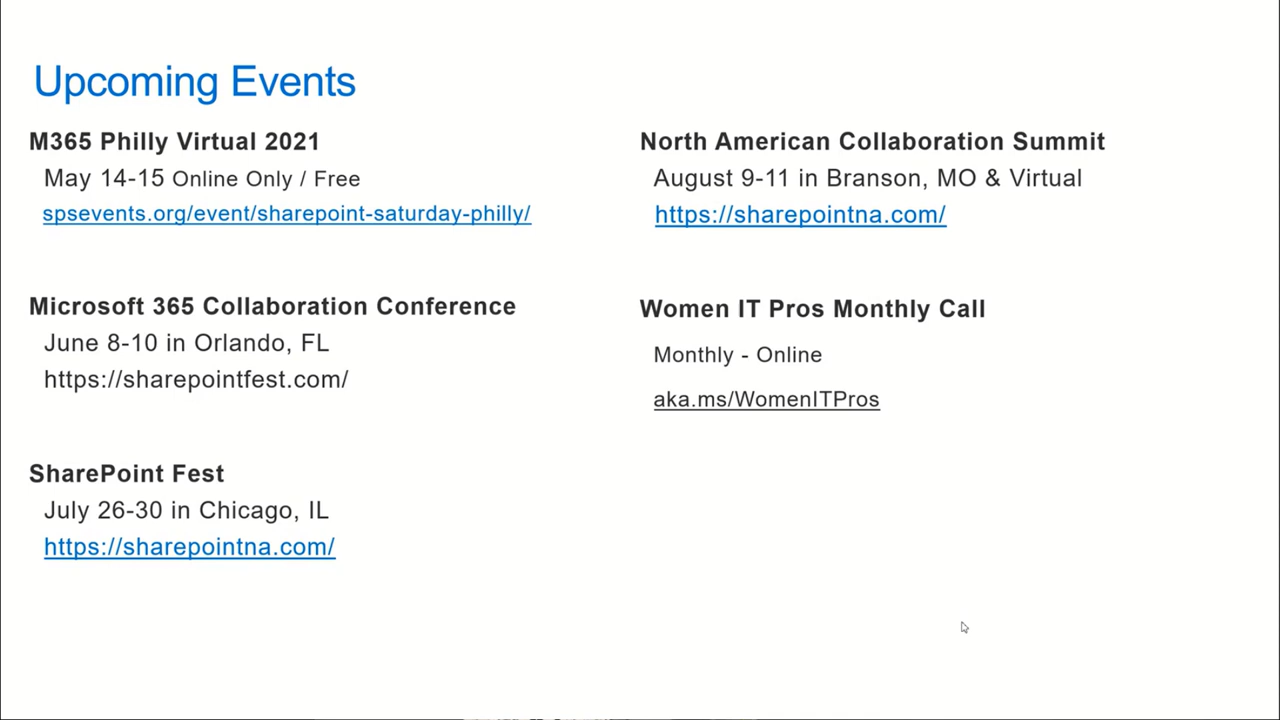 Upcoming Events
M365 Philly Virtual 2021
May 14-15 Online Only / Free
spsevents.org/event/sharepoint-saturday-philly/
Microsoft 365 Collaboration Conference
June 8-10 in Orlando, FL
https://sharepointfest.com/
SharePoint Fest
July 26-30 in Chicago, IL
https://sharepointna.com/
North American Collaboration Summit
August 9-11 in Branson, MO & Virtual
https://sharepointna.com/
Women IT Pros Monthly Call
Monthly - Online
aka.ms/WomenITPros